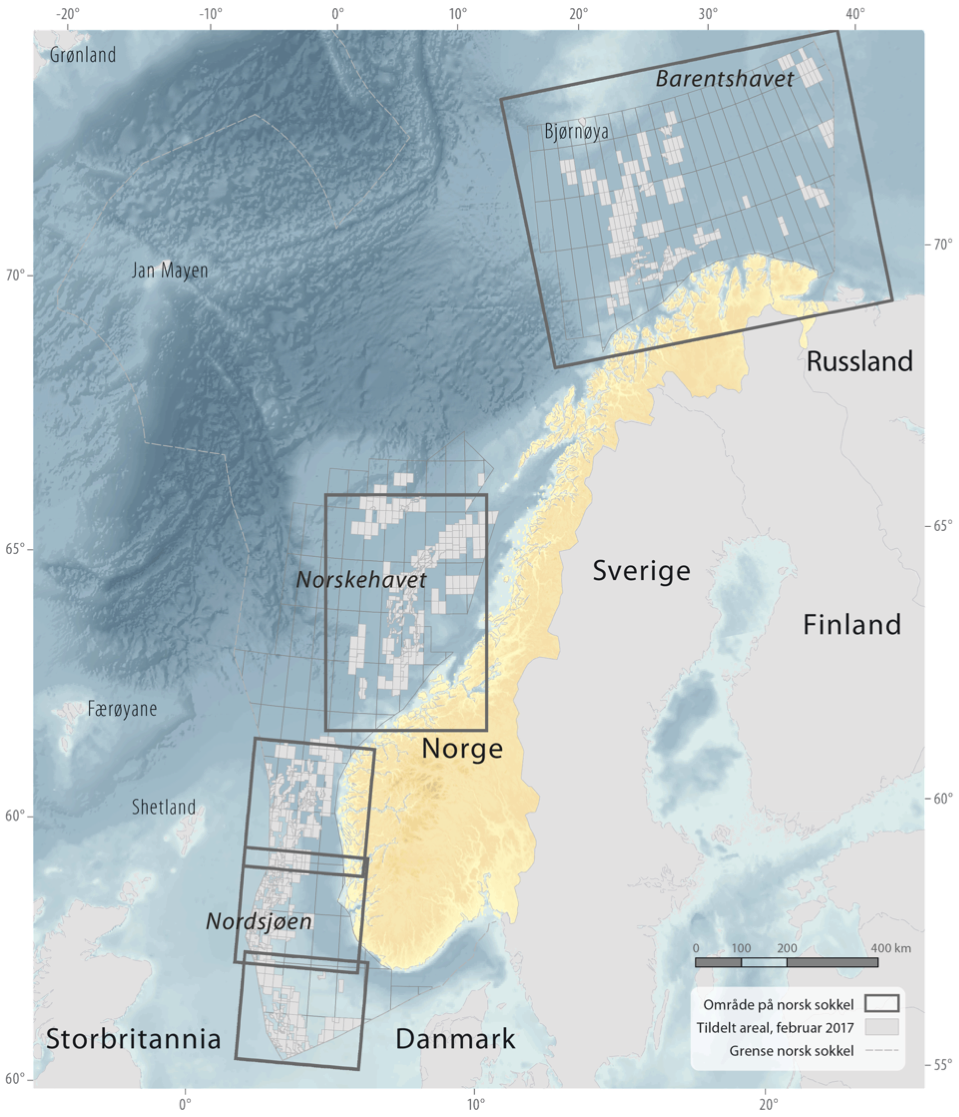 -20° -10° 0° 10° 20° 30° 40°
Grønland
Barentshavet
Bjørnøya
70°
Jan Mayen
70°
Russland
65°
65°
Sverige
Norskehavet
Finland
Færøyane
Norge
60°
Shetland
60°
Nordsjøen
0 100 200 400 km
Område på norsk sokkel
Tildelt areal, februar 2017
Grense norsk sokkel
Storbritannia
Danmark
55°
60°
0° 10° 20°